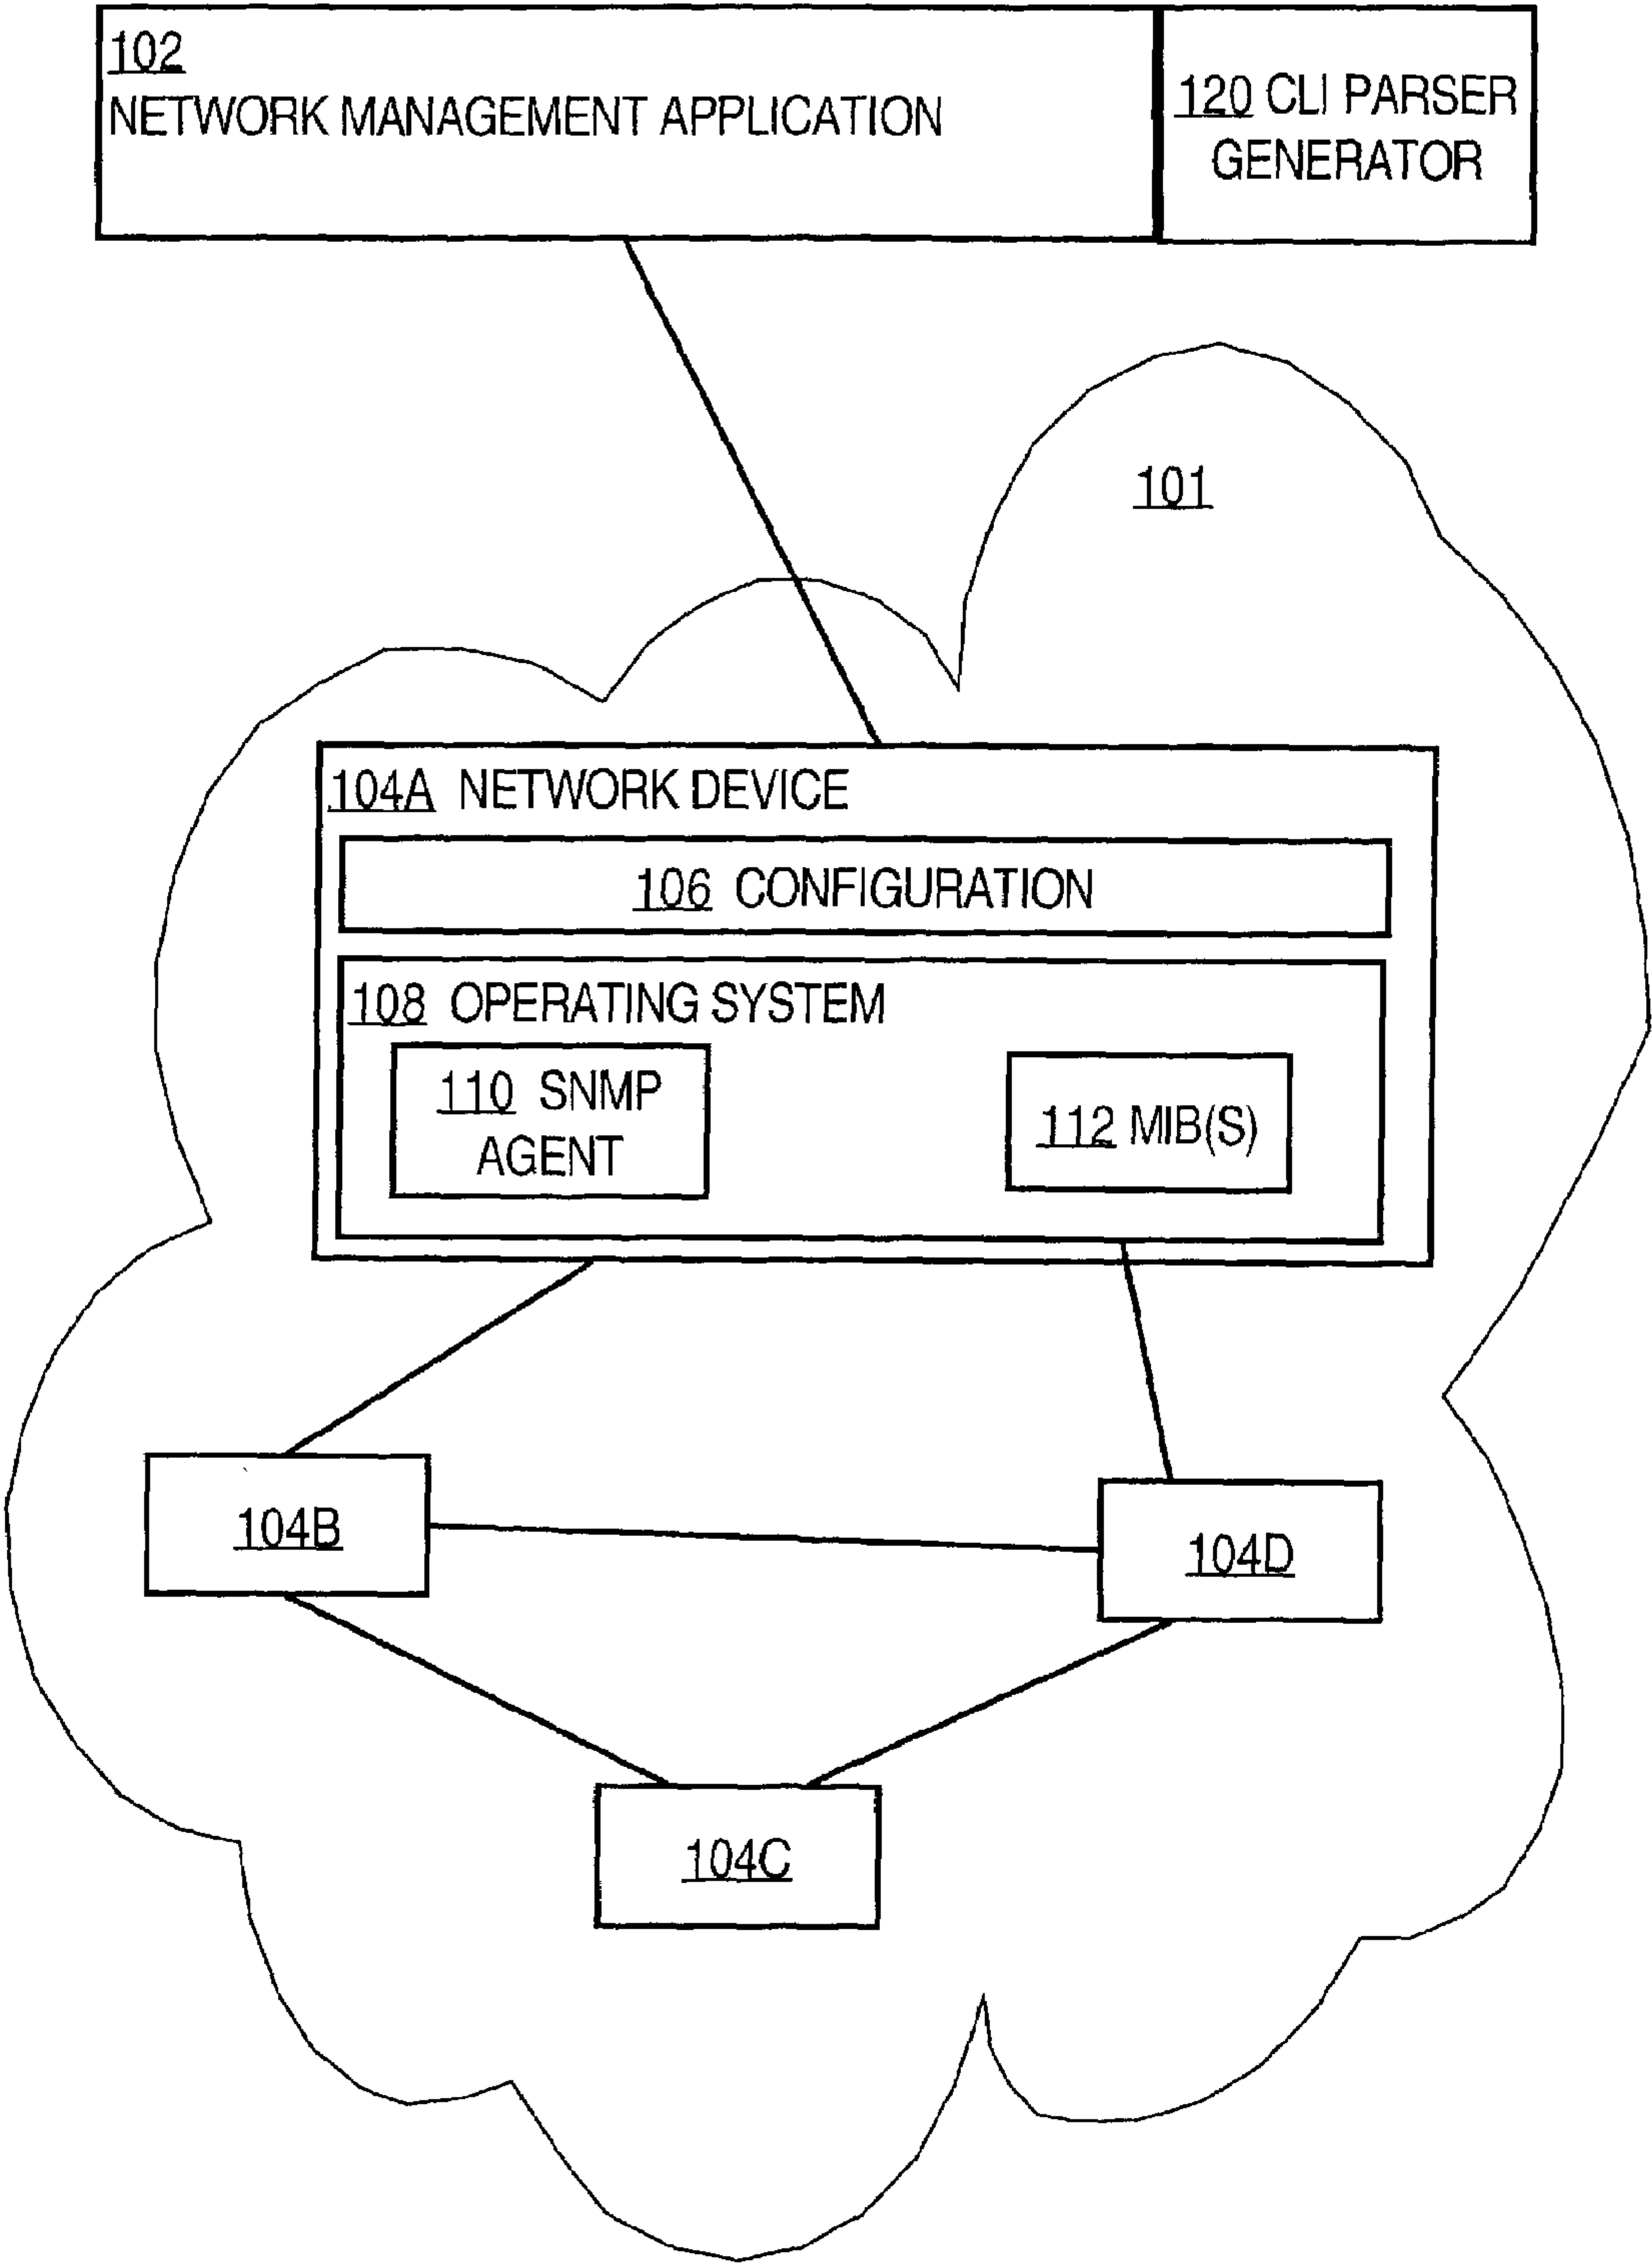 102
NETWORK MANAGEMENT APPLICATION
120 CLI PARSER
GENERATOR
101
104A NETWORK DEVICE
106 CONFIGURATION
108 OPERATING SYSTEM
110 SNMP
AGENT
112 MIB(S)
104B
104D
104C